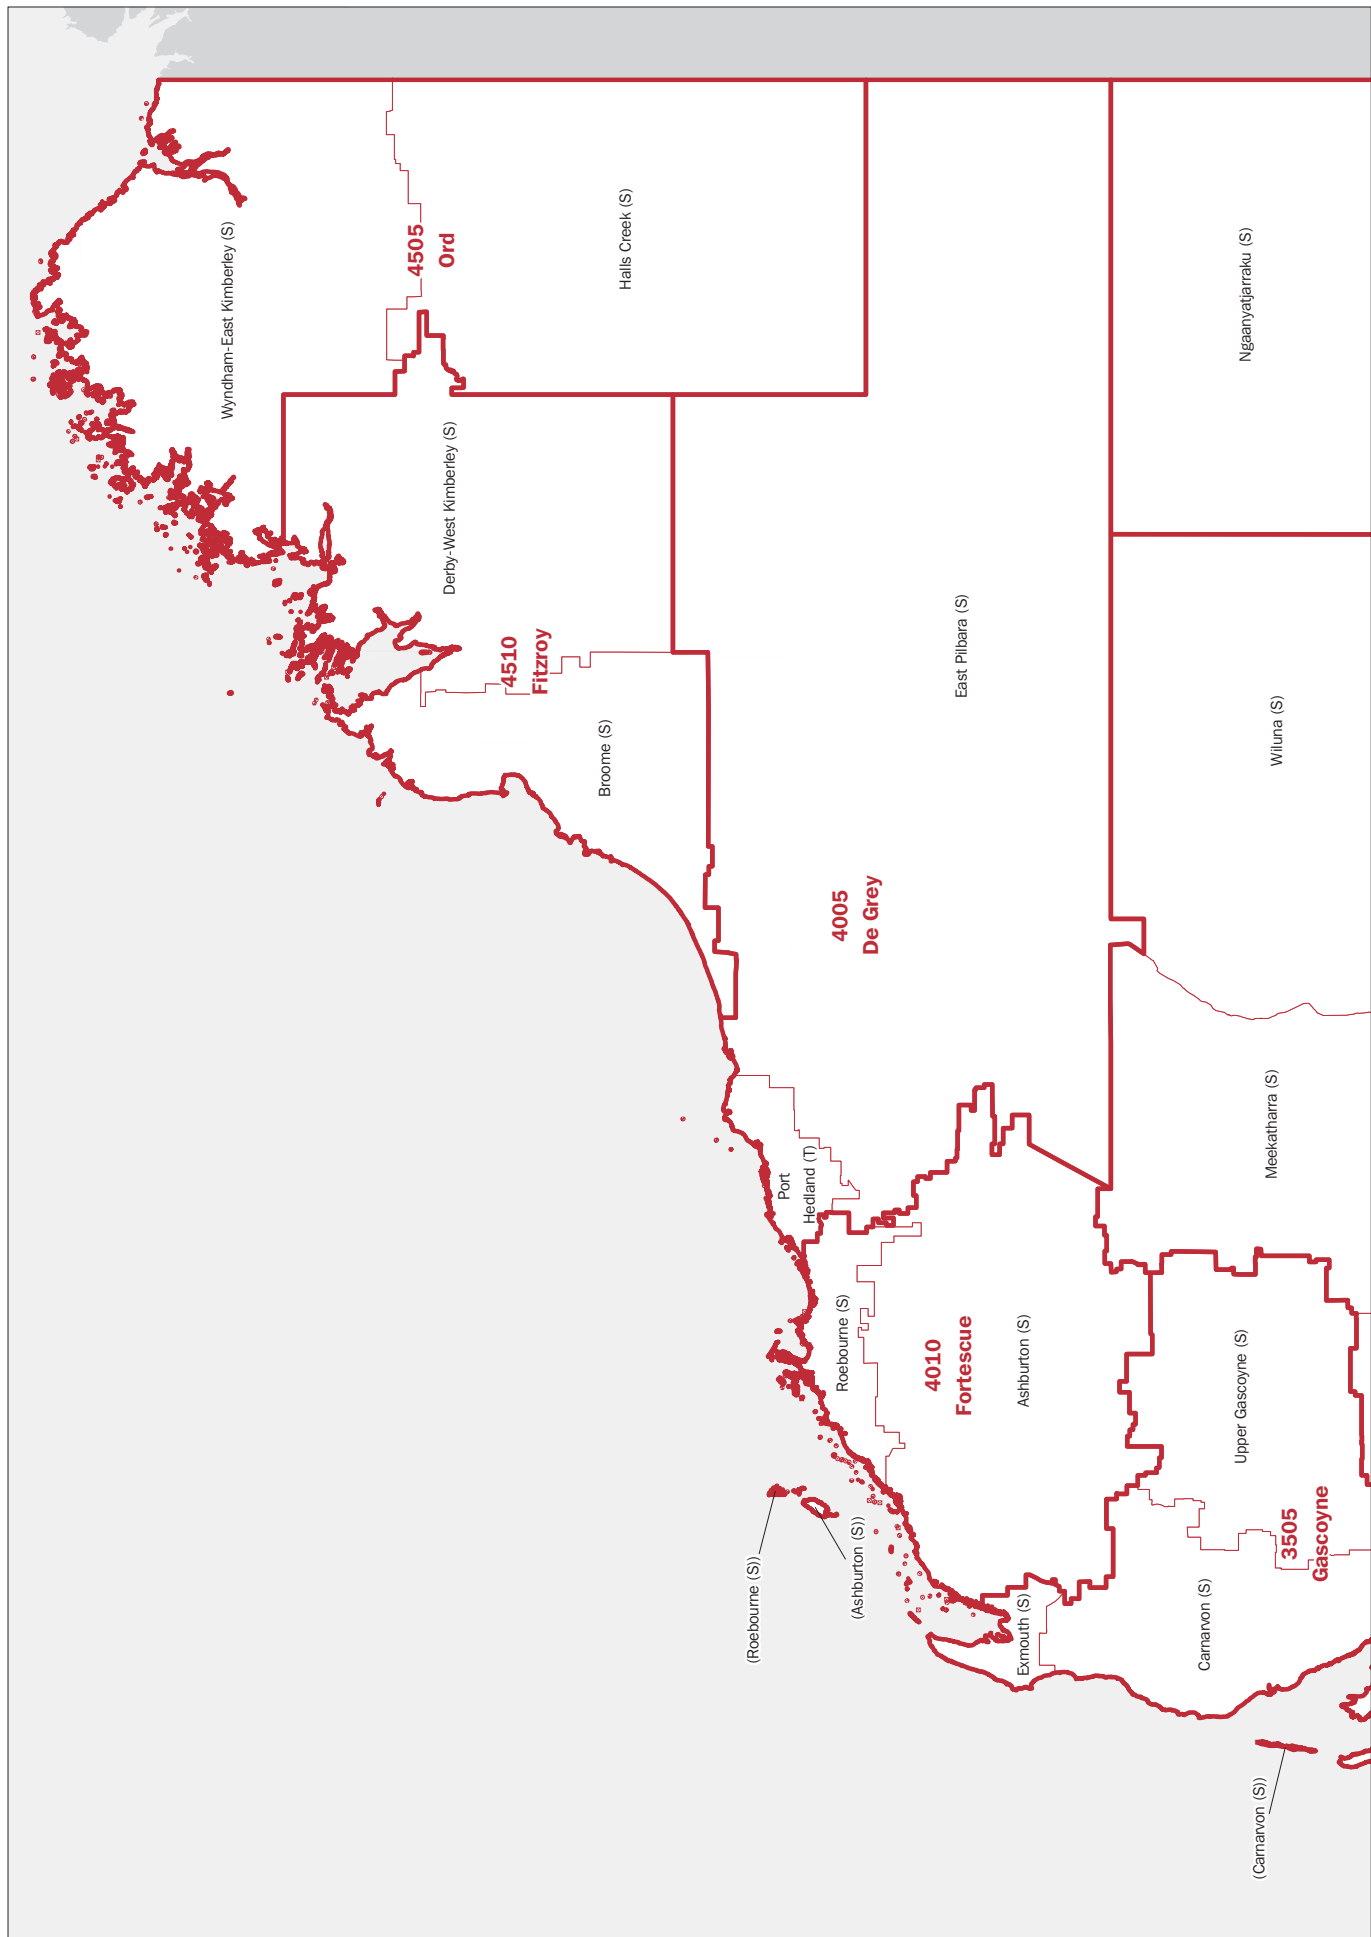 Wyndham-East Kimberley (S)
4505
Ord
Halls Creek (S)
Derby-West Kimberley (S)
4510
Fitzroy
Broome (S)
East Pilbara (S)
4005
De Grey
Ngaanyatjarraku (S)
Wiluna (S)
Meekatharra (S)
Port
Hedland (T)
Roebourne (S)
4010
Fortescue
Ashburton (S)
(Roebourne (S))
(Ashburton (S))
Exmouth (S)
Upper Gascoyne (S)
3505
Gascoyne
Carnarvon (S)
(Carnarvon (S))